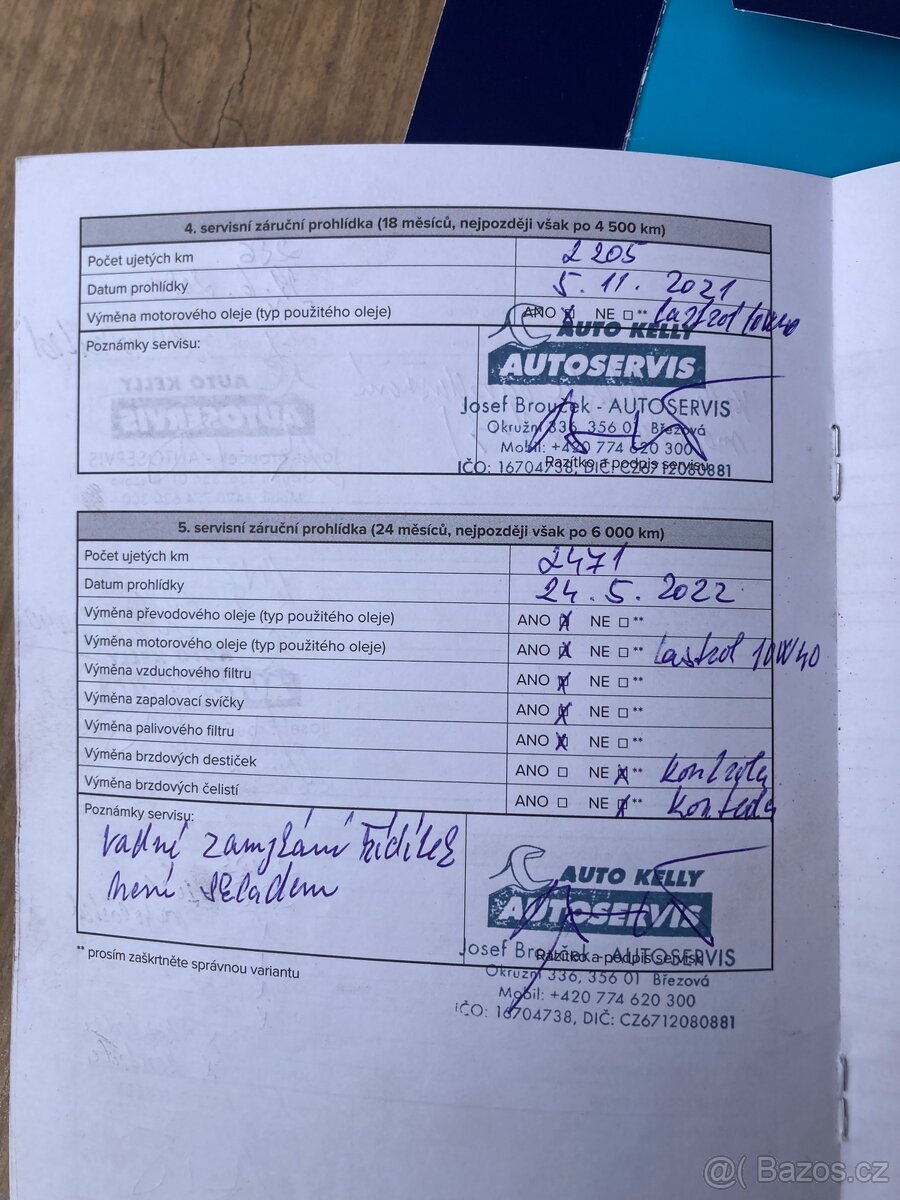 4. servisní záruční prohlídka (18 měsíců, nejpozději však po 4 500 km)
Počet ujetých km 2 205
Datum prohlídky 5. 11. 2021
Výměna motorového oleje (typ použitého oleje) ANO ☒ NE ☐ ** Castrol 10W40
Poznámky servisu:
AUTO KELLY
AUTOSERVIS
Josef Brouček - AUTOSERVIS
Okružní 336, 356 01 Březová
Mobil: +420 774 620 300
Razítko a podpis servisu
IČO: 16704738, DIČ: CZ6712080881
5. servisní záruční prohlídka (24 měsíců, nejpozději však po 6 000 km)
Počet ujetých km 2471
Datum prohlídky 24. 5. 2022
Výměna převodového oleje (typ použitého oleje) ANO ☒ NE ☐ **
Výměna motorového oleje (typ použitého oleje) ANO ☒ NE ☐ ** Castrol 10W40
Výměna vzduchového filtru ANO ☒ NE ☐ **
Výměna zapalovací svíčky ANO ☒ NE ☐ **
Výměna palivového filtru ANO ☒ NE ☐ **
Výměna brzdových destiček ANO ☐ NE ☒ ** kontrola
Výměna brzdových čelistí ANO ☐ NE ☒ ** kontrola
Poznámky servisu:
vadné zamykání řidítek
není skladem
AUTO KELLY
AUTOSERVIS
Josef Brouček - AUTOSERVIS
Razítko a podpis servisu
Okružní 336, 356 01 Březová
Mobil: +420 774 620 300
IČO: 16704738, DIČ: CZ6712080881
** prosím zaškrtněte správnou variantu
@( Bazos.cz